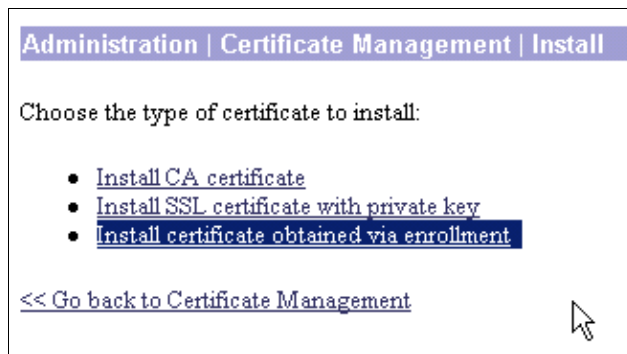 Administration | Certificate Management | Install
Choose the type of certificate to install:
Install CA certificate
Install SSL certificate with private key
Install certificate obtained via enrollment
<< Go back to Certificate Management